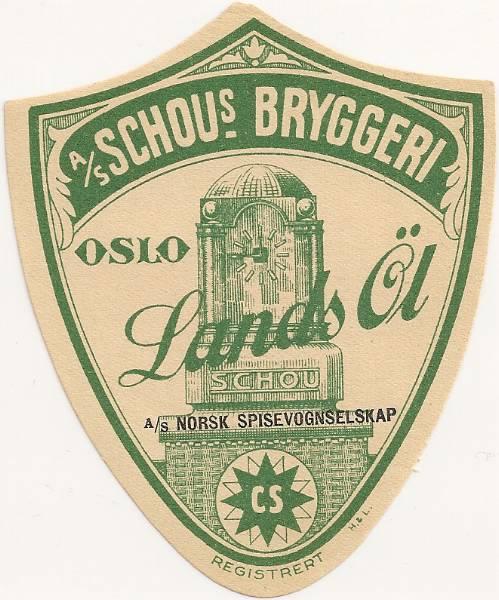 A/S SCHOUS BRYGGERI
OSLO
Lands Öl
SCHOU
A/S NORSK SPISEVOGNSELSKAP
CS
REGISTRERT
H. & L.